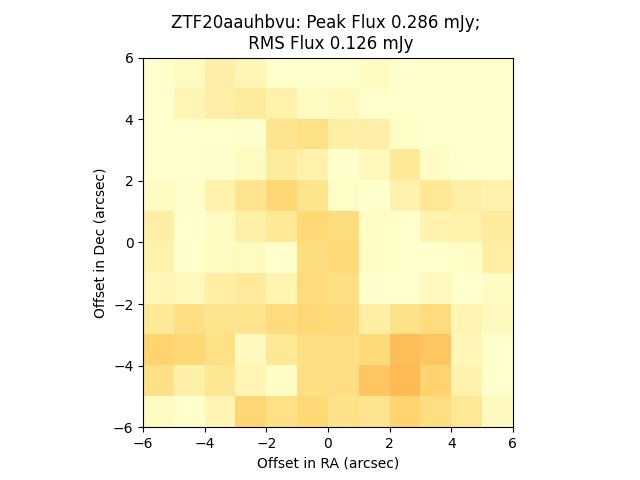 ZTF20aauhbvu: Peak Flux 0.286 mJy;
RMS Flux 0.126 mJy
6
4
2
0
−2
−4
−6
Offset in Dec (arcsec)
−6 −4 −2 0 2 4 6
Offset in RA (arcsec)